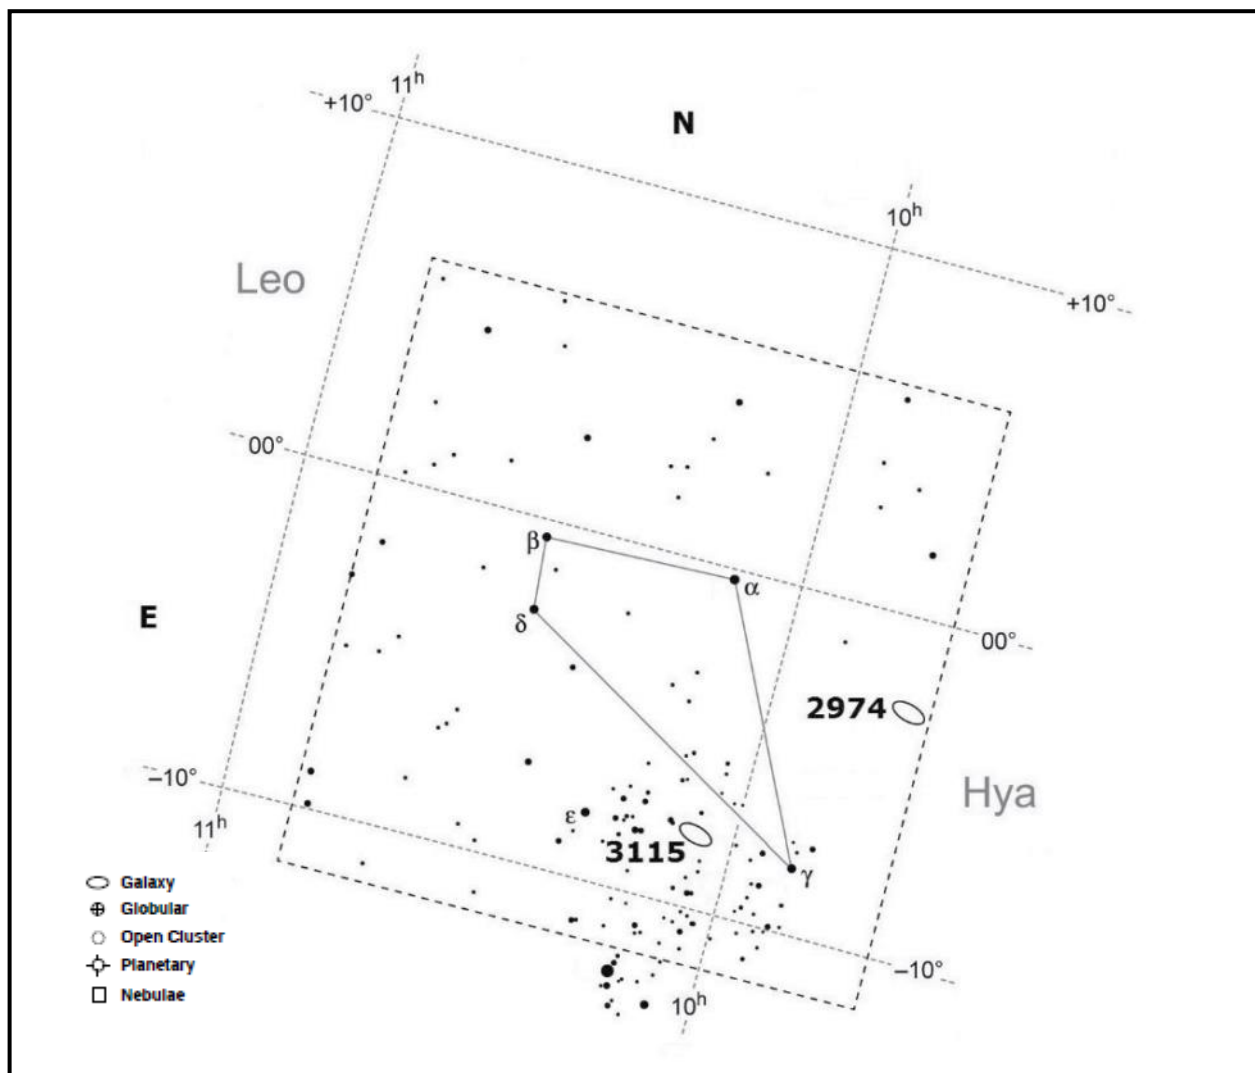 11ʰ
+10°
N
10ʰ
Leo
+10°
00°
β
α
E
δ
00°
2974
–10°
Hya
ε
11ʰ
3115
γ
Galaxy
Globular
Open Cluster
Planetary
–10°
Nebulae
10ʰ